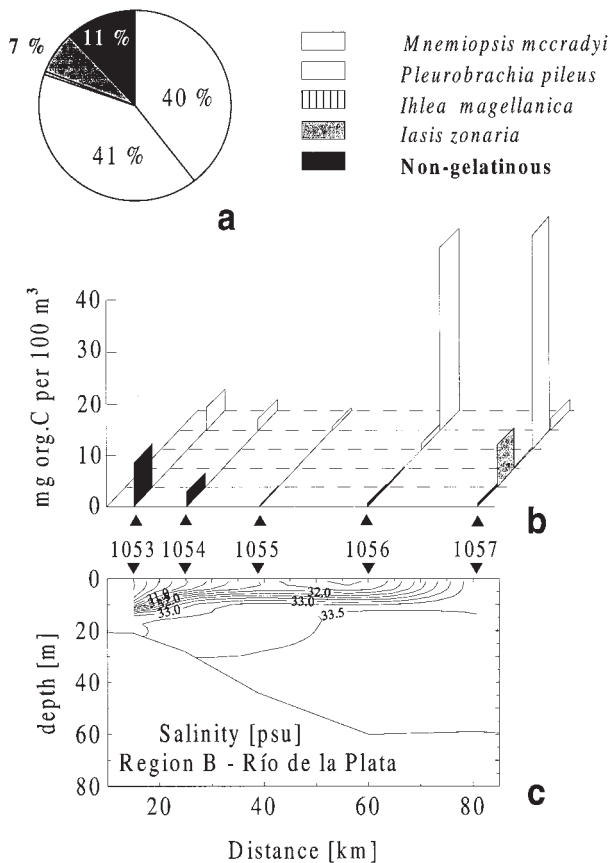 7 %
11 %
40 %
41 %
a
Mnemiopsis mccradyi
Pleurobrachia pileus
Ihlea magellanica
Iasis zonaria
Non-gelatinous
mg org.C per 100 m³
40
30
20
10
0
b
1053 1054 1055 1056 1057
depth [m]
0
20
40
60
80
32.0
33.0
33.0
33.5
Salinity [psu]
Region B - Río de la Plata
c
20 40 60 80
Distance [km]